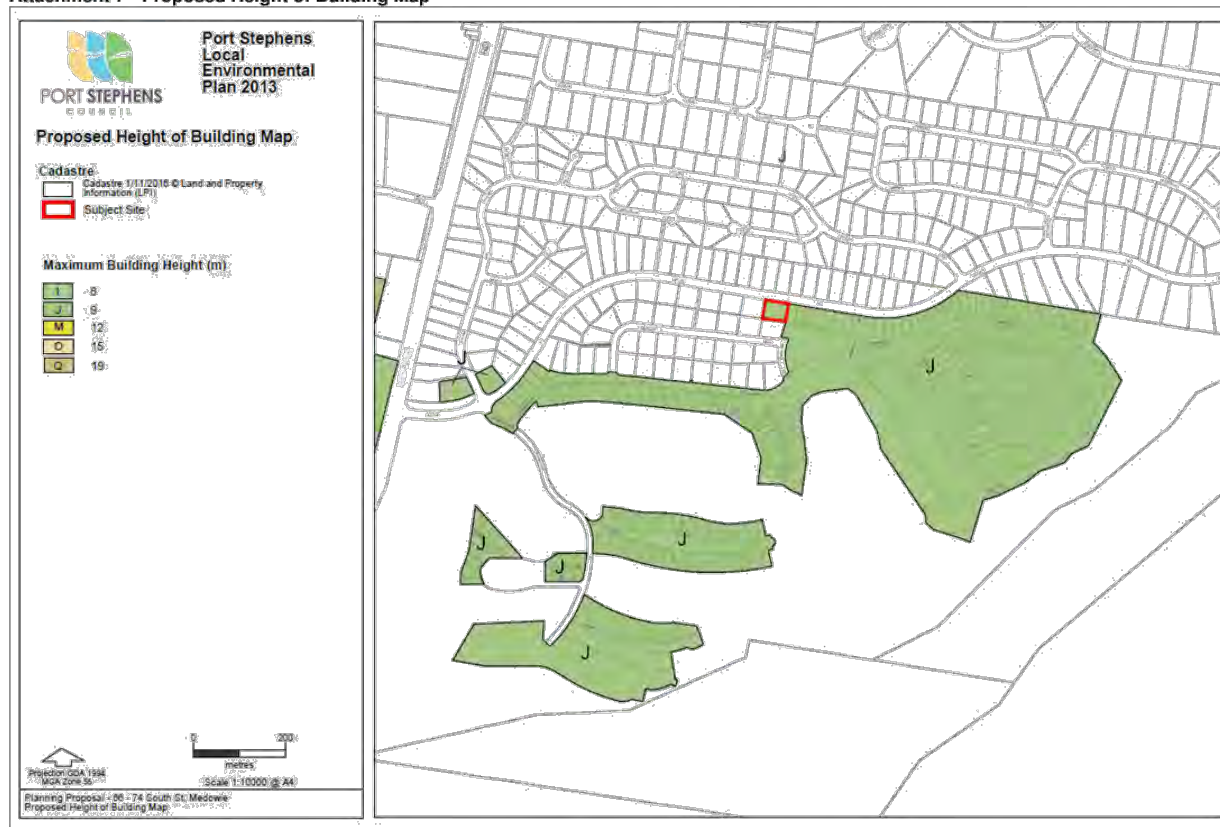 Attachment 7 - Proposed Height of Building Map
PORT STEPHENS
COUNCIL
Port Stephens
Local
Environmental
Plan 2013
Proposed Height of Building Map
Cadastre
Cadastre 1/11/2016 © Land and Property
Information (LPI)
Subject Site
Maximum Building Height (m)
I 8
J 9
M 12
O 15
Q 19
0 200
metres
Projection GDA 1994
MGA Zone 56
Scale 1:10000 @ A4
Planning Proposal - 66 - 74 South St, Medowie
Proposed Height of Building Map
J
J
J
J
J
J
J